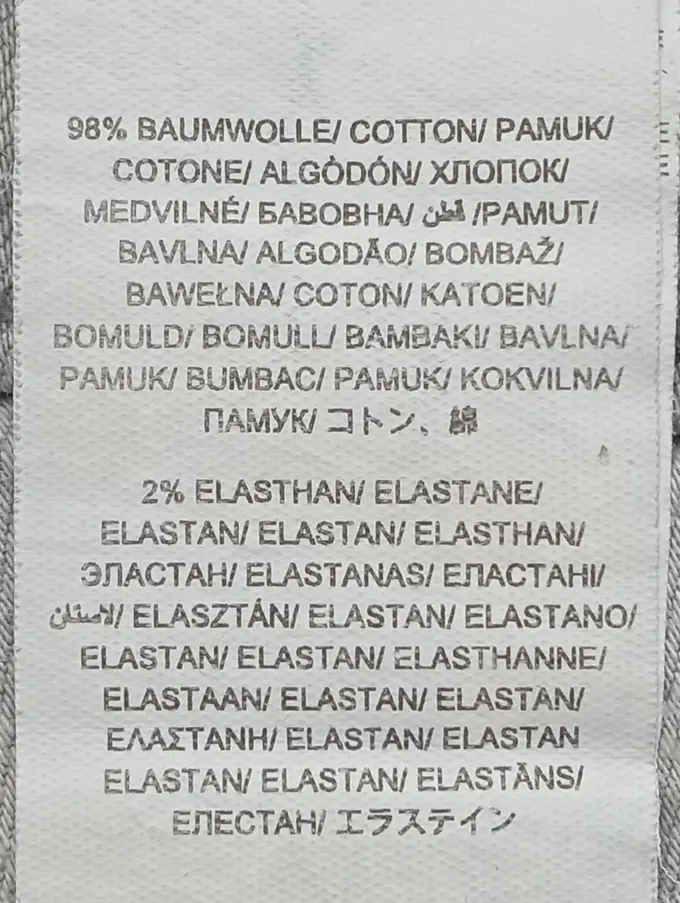 98% BAUMWOLLE/ COTTON/ PAMUK/
COTONE/ ALGÒDÓN/ ХЛОПОК/
MEDVILNÉ/ БАВОВНА/ قطن /PAMUT/
BAVLNA/ ALGODÃO/ BOMBAŽ/
BAWEŁNA/ COTON/ KATOEN/
BOMULD/ BOMULL/ BAMBAKI/ BAVLNA/
PAMUK/ BUMBAC/ PAMUK/ KOKVILNA/
ПАМУК/ コトン、綿
2% ELASTHAN/ ELASTANE/
ELASTAN/ ELASTAN/ ELASTHAN/
ЭЛАСТАН/ ELASTANAS/ ЕЛАСТАНІ/
/ ELASZTÁN/ ELASTAN/ ELASTANO/
ELASTAN/ ELASTAN/ ELASTHANNE/
ELASTAAN/ ELASTAN/ ELASTAN/
ΕΛΑΣΤΑΝΗ/ ELASTAN/ ELASTAN
ELASTAN/ ELASTAN/ ELASTĀNS/
ЕЛЕСТАН/ エラステイン